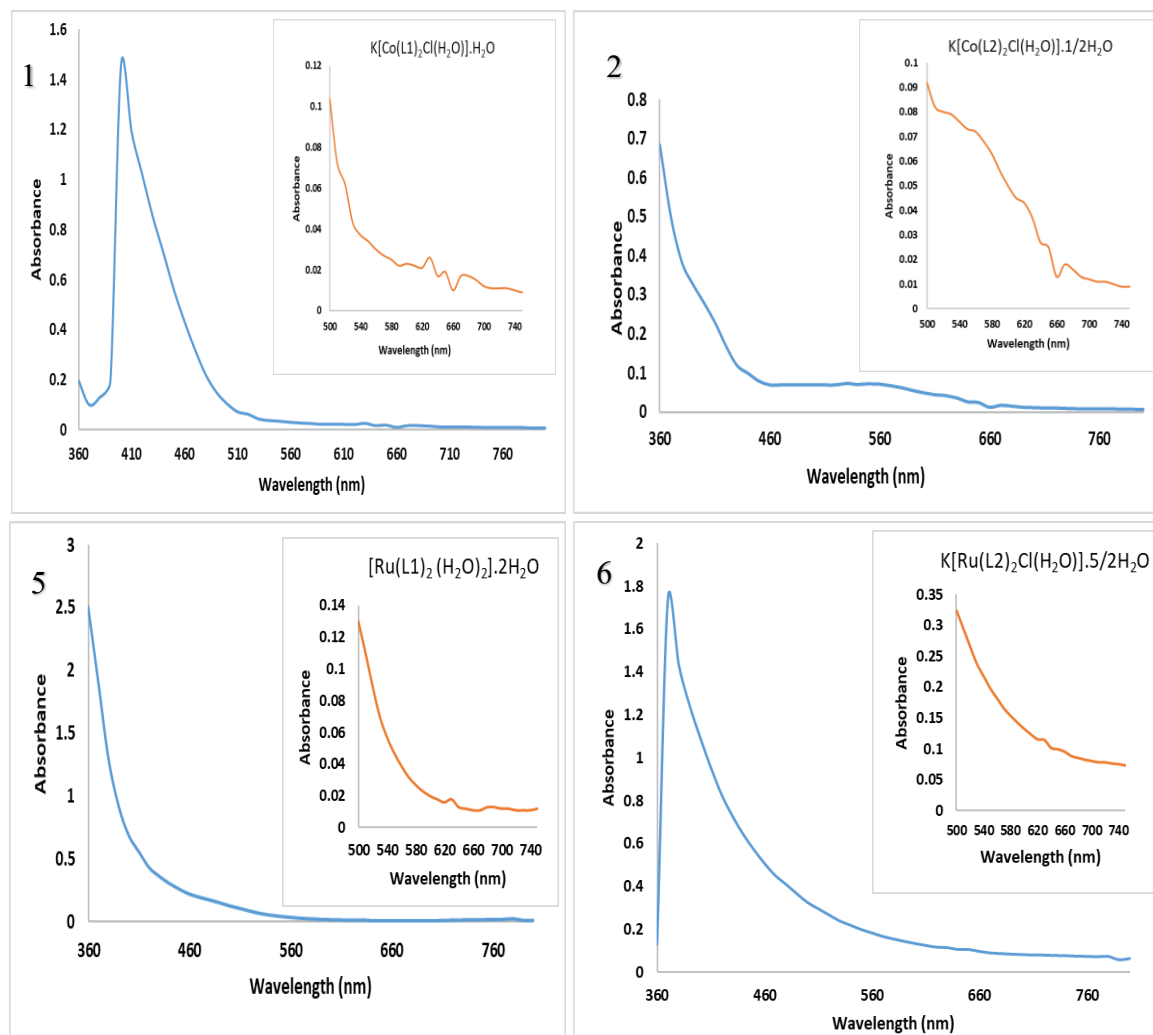 1
K[Co(L1)₂Cl(H₂O)].H₂O
Absorbance
1.6
1.4
1.2
1
0.8
0.6
0.4
0.2
0
360 410 460 510 560 610 660 710 760
Wavelength (nm)
Absorbance
0.12
0.1
0.08
0.06
0.04
0.02
0
500 540 580 620 660 700 740
Wavelength (nm)
2
K[Co(L2)₂Cl(H₂O)].1/2H₂O
Absorbance
0.8
0.7
0.6
0.5
0.4
0.3
0.2
0.1
0
360 460 560 660 760
Wavelength (nm)
Absorbance
0.1
0.09
0.08
0.07
0.06
0.05
0.04
0.03
0.02
0.01
0
500 540 580 620 660 700 740
Wavelength (nm)
5
[Ru(L1)₂ (H₂O)₂].2H₂O
Absorbance
3
2.5
2
1.5
1
0.5
0
360 460 560 660 760
Wavelength (nm)
Absorbance
0.14
0.12
0.1
0.08
0.06
0.04
0.02
0
500 540 580 620 660 700 740
Wavelength (nm)
6
K[Ru(L2)₂Cl(H₂O)].5/2H₂O
Absorbance
2
1.8
1.6
1.4
1.2
1
0.8
0.6
0.4
0.2
0
360 460 560 660 760
Wavelength (nm)
Absorbance
0.35
0.3
0.25
0.2
0.15
0.1
0.05
0
500 540 580 620 660 700 740
Wavelength (nm)